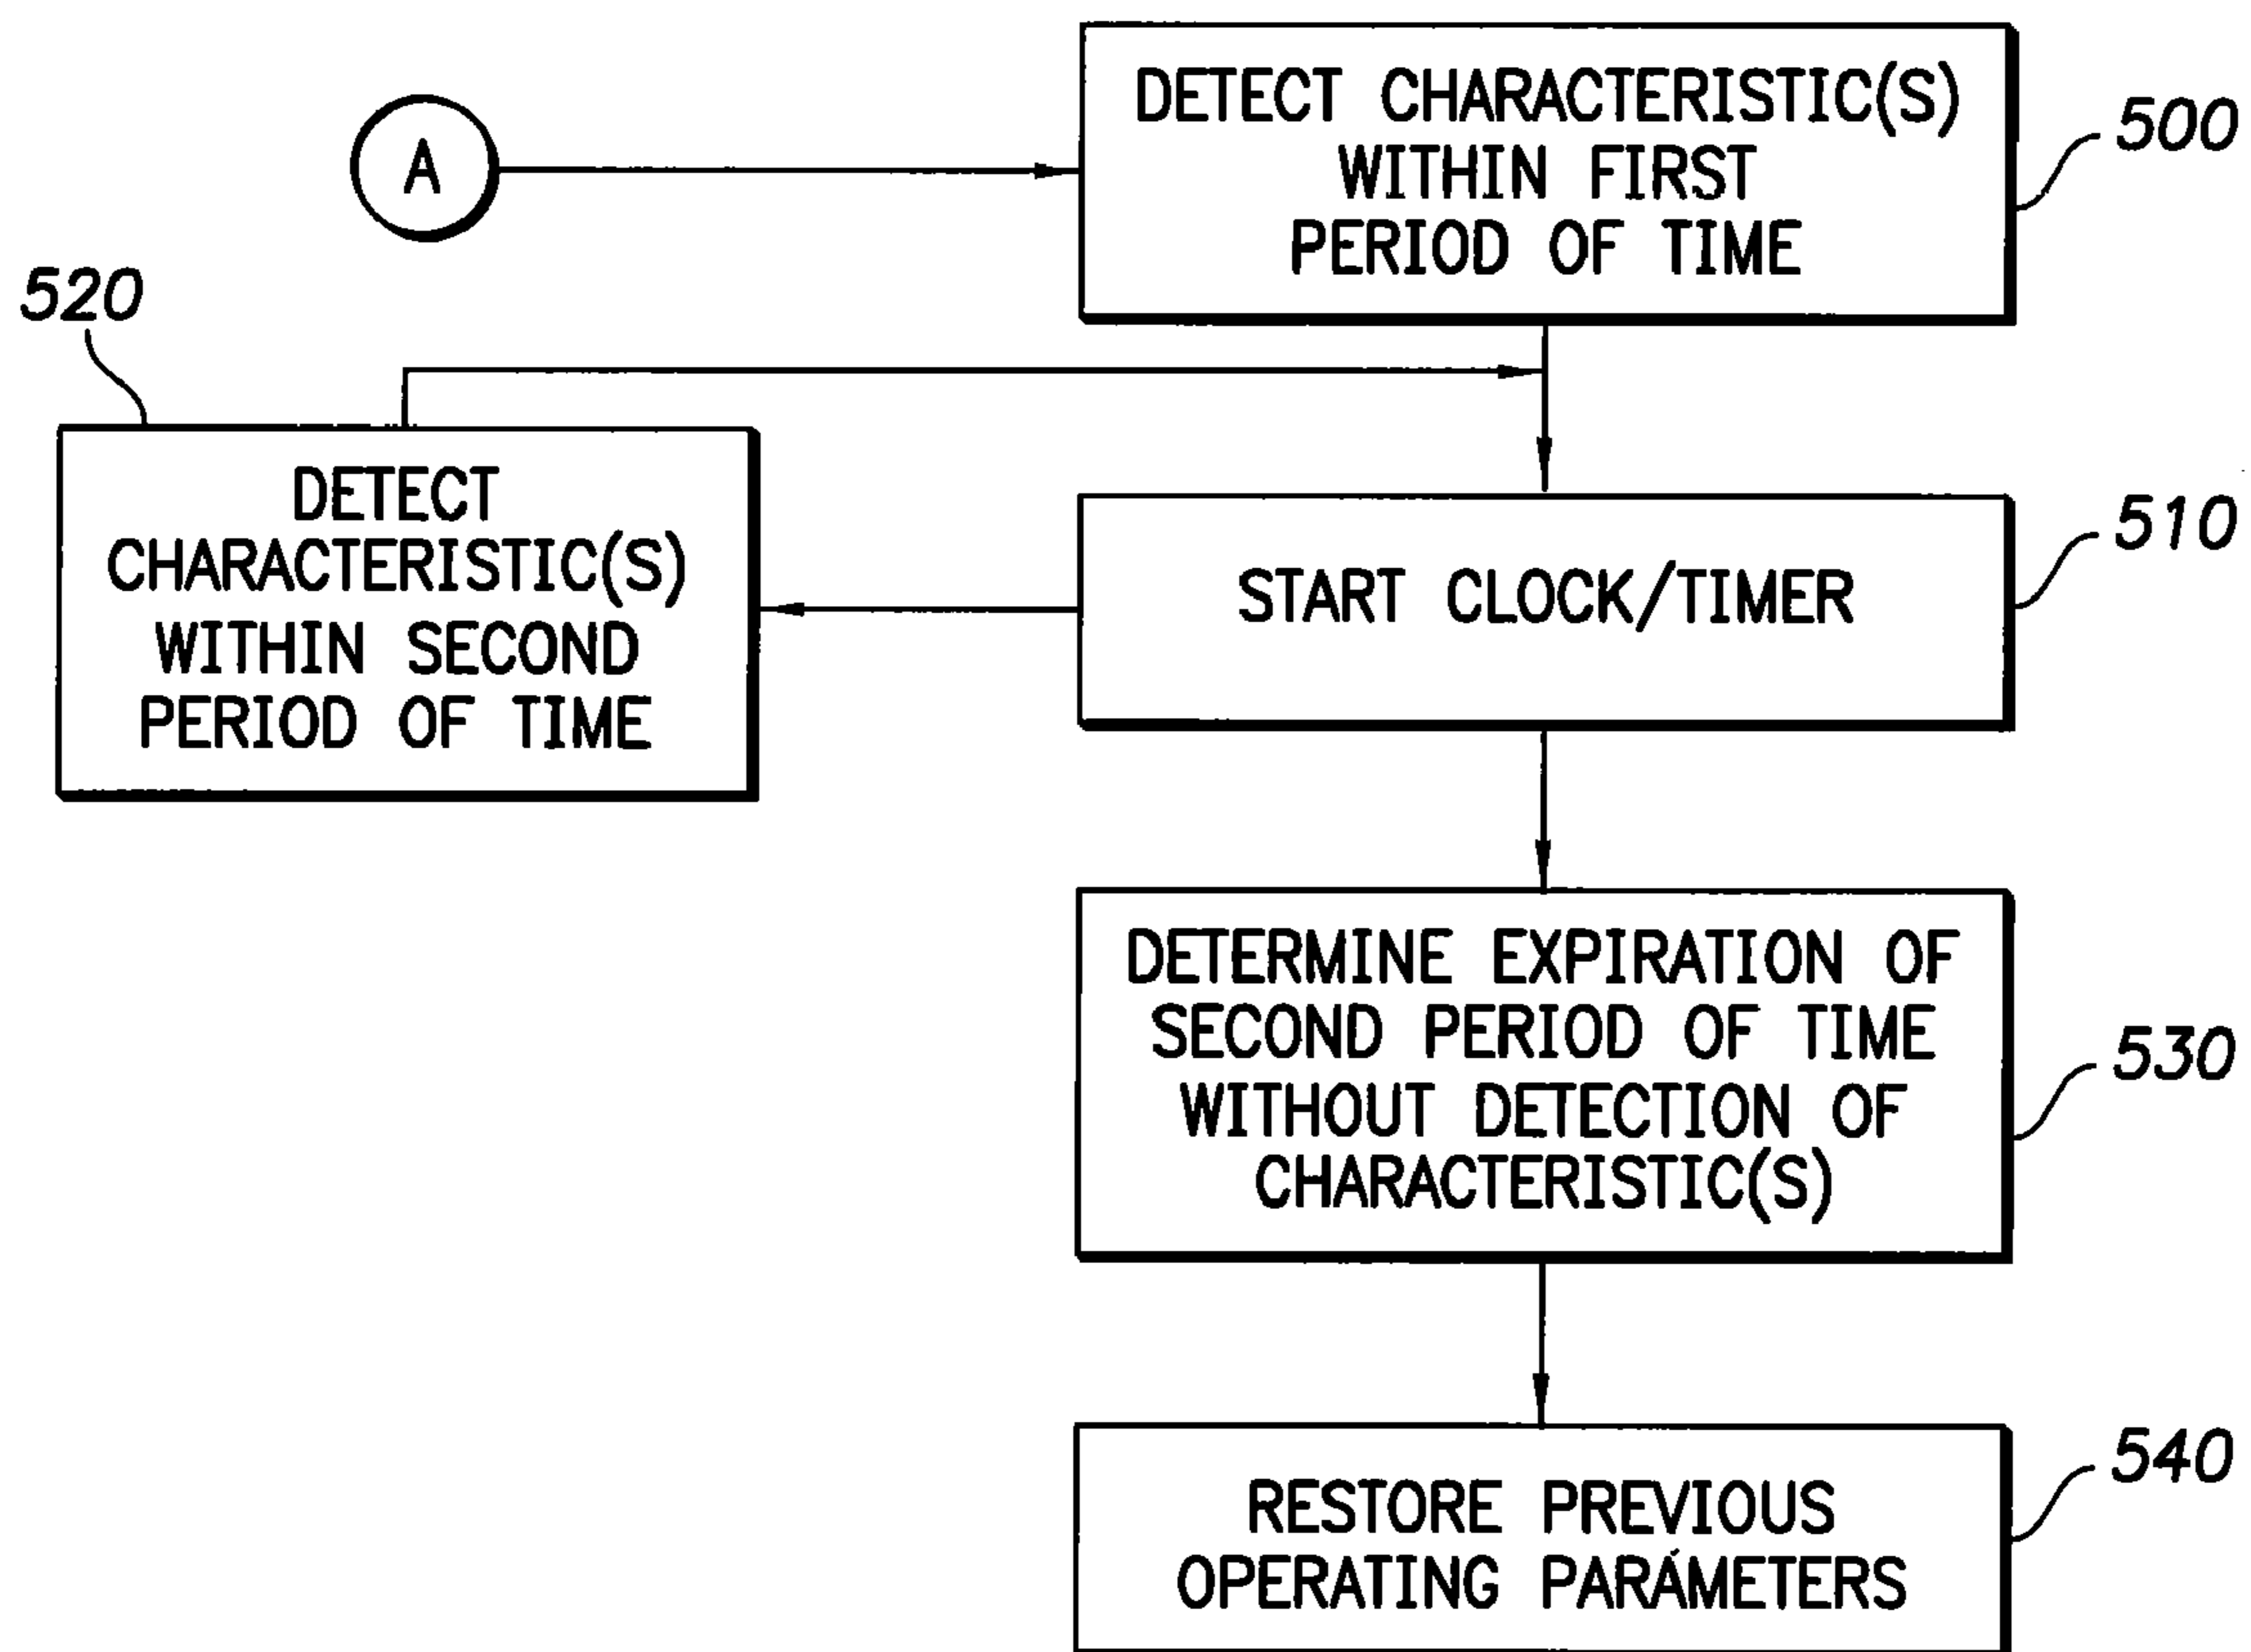 A
DETECT CHARACTERISTIC(S)
WITHIN FIRST
PERIOD OF TIME
500
520
DETECT
CHARACTERISTIC(S)
WITHIN SECOND
PERIOD OF TIME
START CLOCK/TIMER
510
DETERMINE EXPIRATION OF
SECOND PERIOD OF TIME
WITHOUT DETECTION OF
CHARACTERISTIC(S)
530
RESTORE PREVIOUS
OPERATING PARAMETERS
540